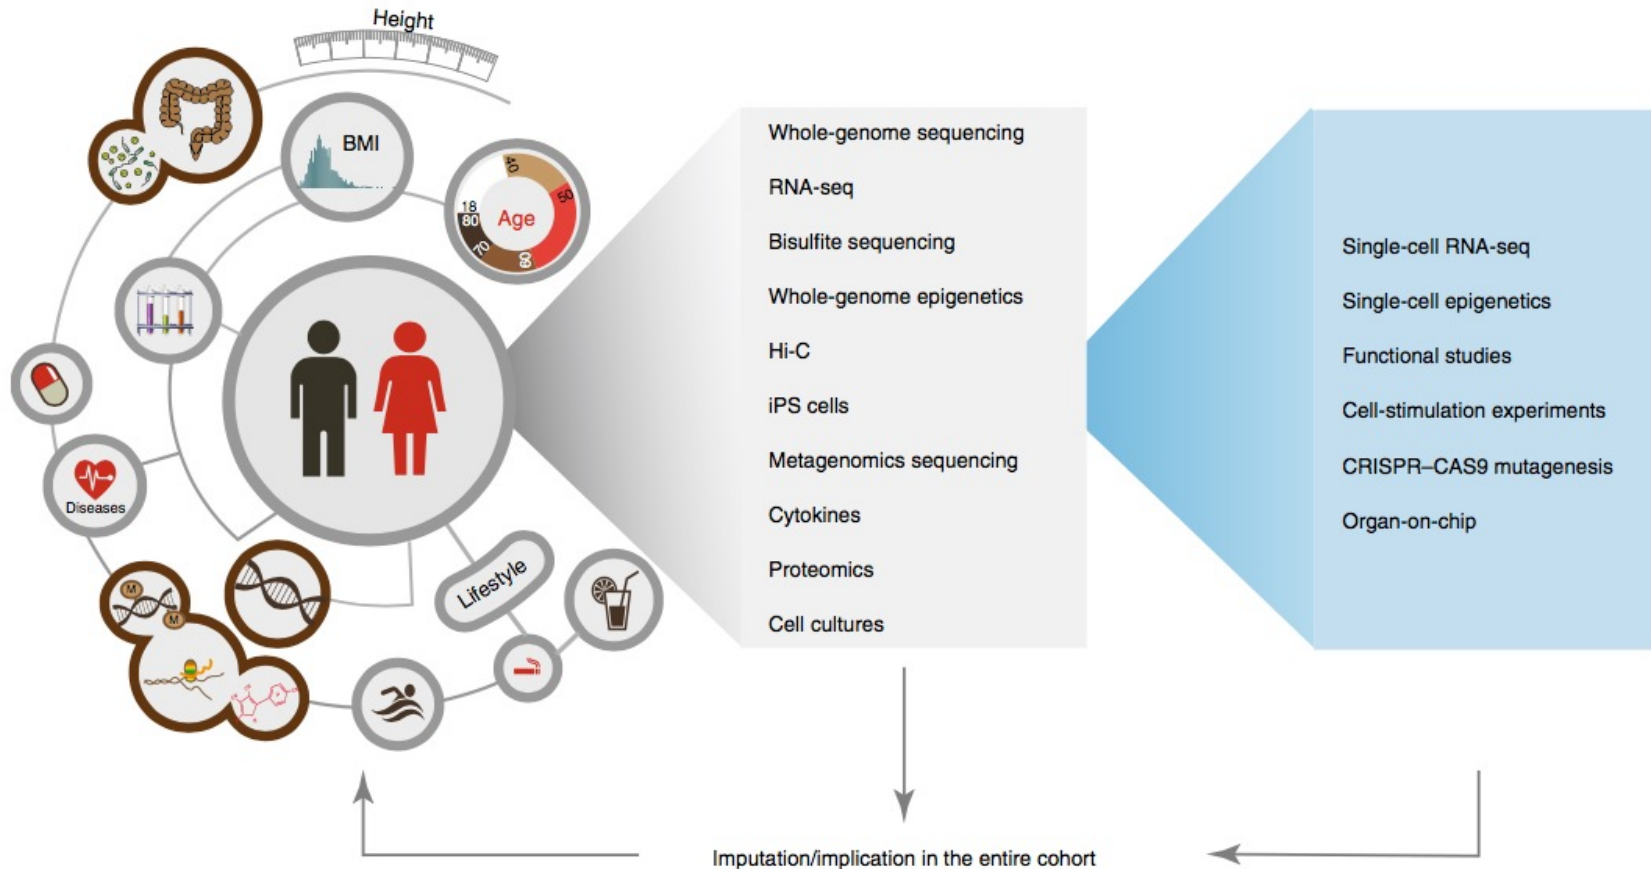 Height
BMI
40
50
60
70
80
18
Age
Diseases
M
M
Lifestyle
Whole-genome sequencing
RNA-seq
Bisulfite sequencing
Whole-genome epigenetics
Hi-C
iPS cells
Metagenomics sequencing
Cytokines
Proteomics
Cell cultures
Single-cell RNA-seq
Single-cell epigenetics
Functional studies
Cell-stimulation experiments
CRISPR–CAS9 mutagenesis
Organ-on-chip
Imputation/implication in the entire cohort